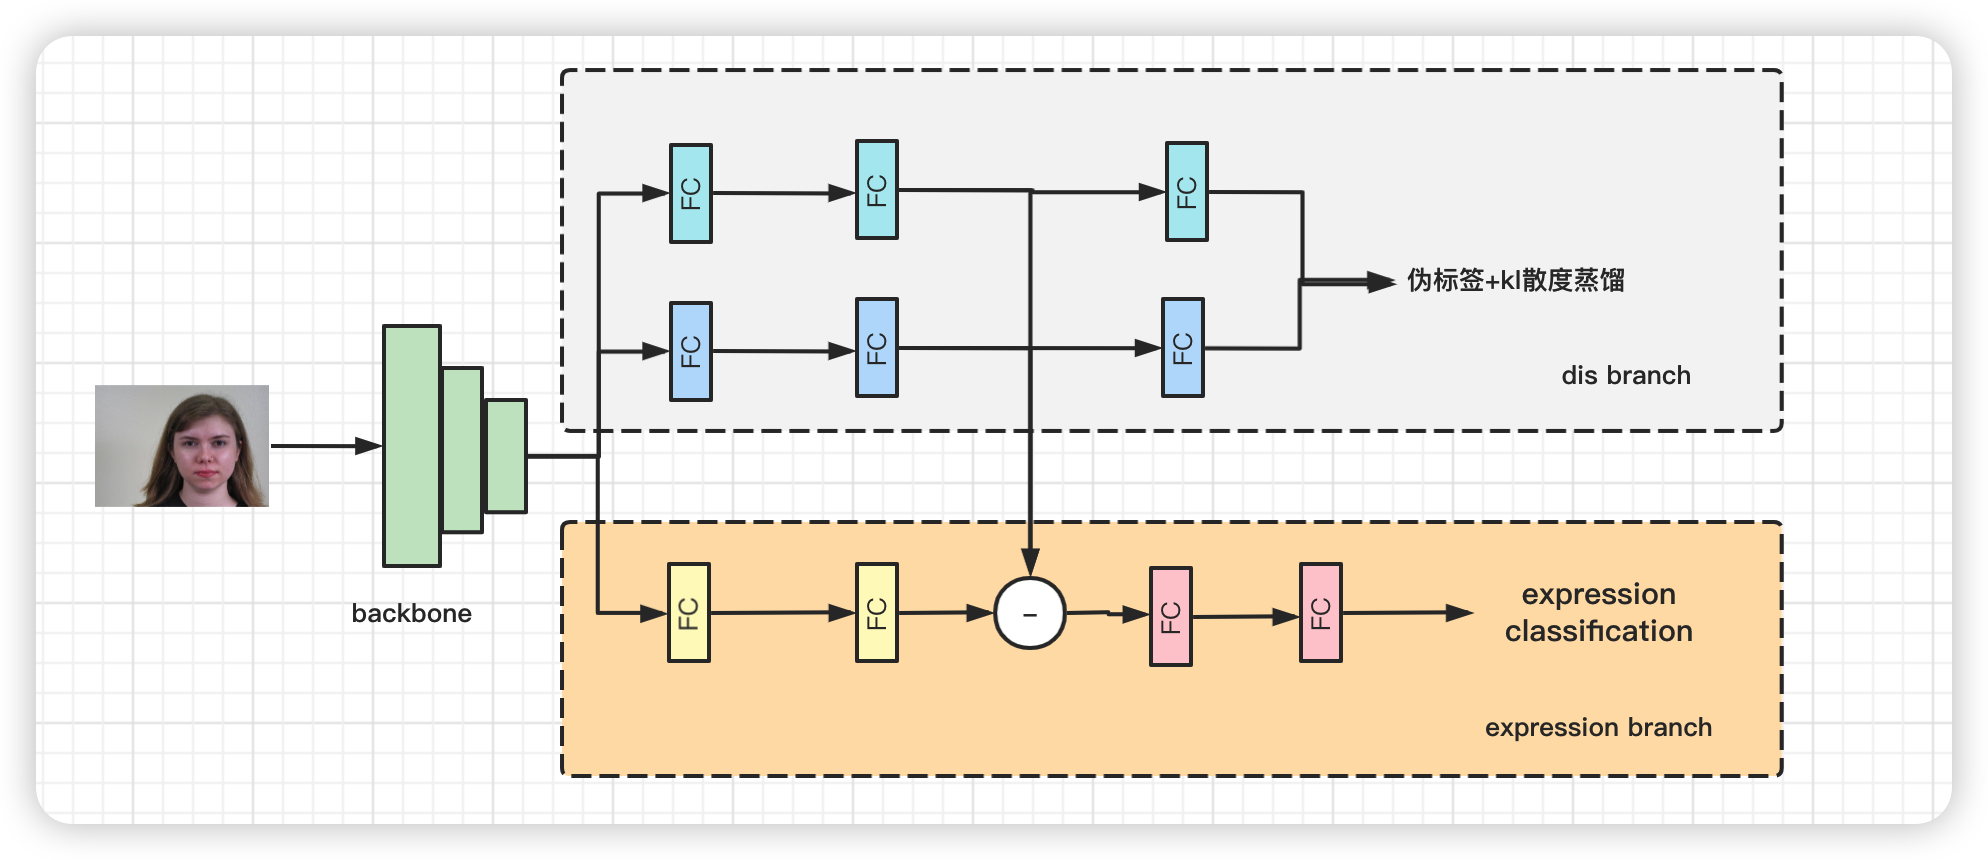 FC
FC
FC
FC
FC
FC
伪标签+kl散度蒸馏
dis branch
backbone
FC
FC
-
FC
FC
expression
classification
expression branch